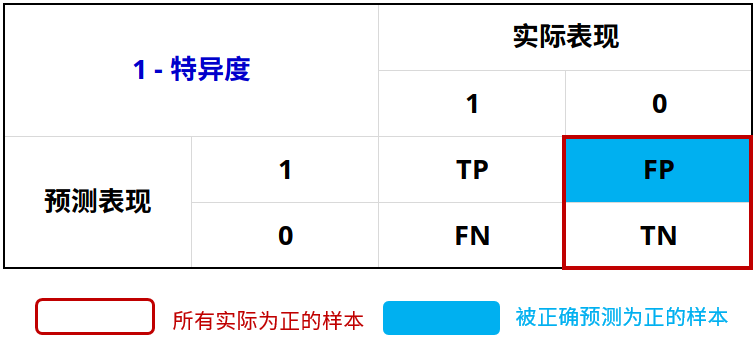 1 - 特异度
实际表现
1 0
预测表现
1 TP FP
0 FN TN
所有实际为正的样本
被正确预测为正的样本